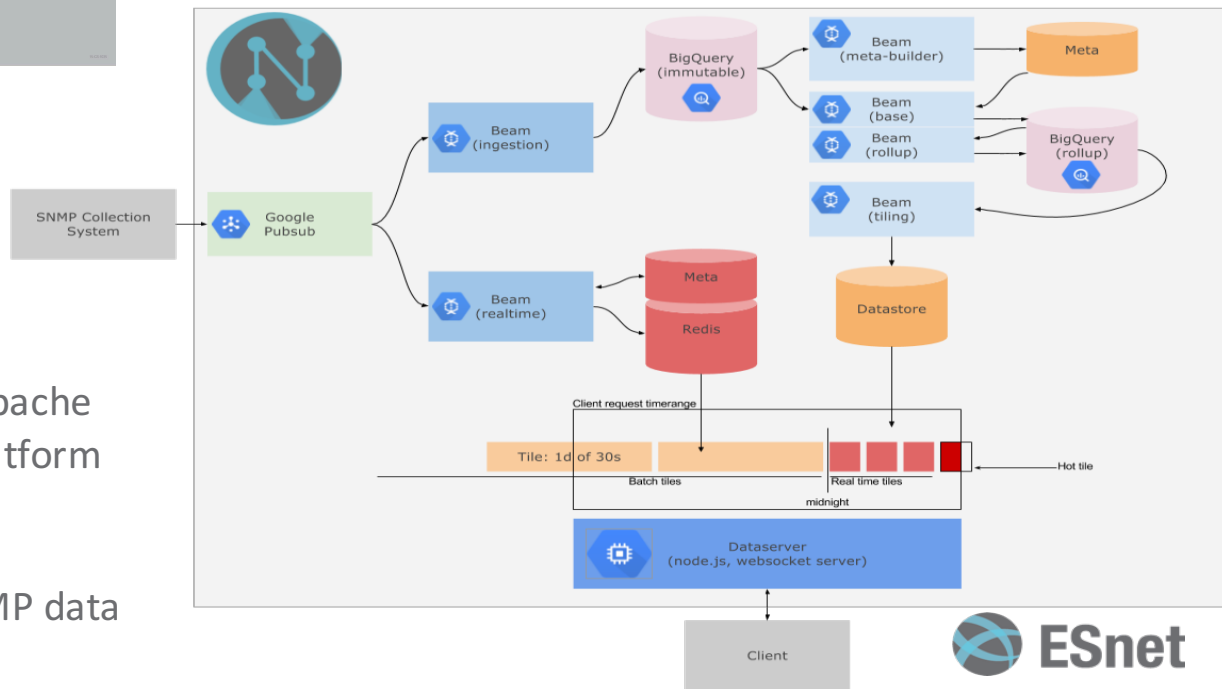 BigQuery
(immutable)
Beam
(meta-builder)
Meta
Beam
(base)
Beam
(rollup)
BigQuery
(rollup)
Beam
(ingestion)
SNMP Collection
System
Google
Pubsub
Beam
(tiling)
Beam
(realtime)
Meta
Redis
Datastore
pache
tform
MP data
Client request timerange
Tile: 1d of 30s
Batch tiles
Real time tiles
Hot tile
midnight
Dataserver
(node.js, websocket server)
Client
ESnet